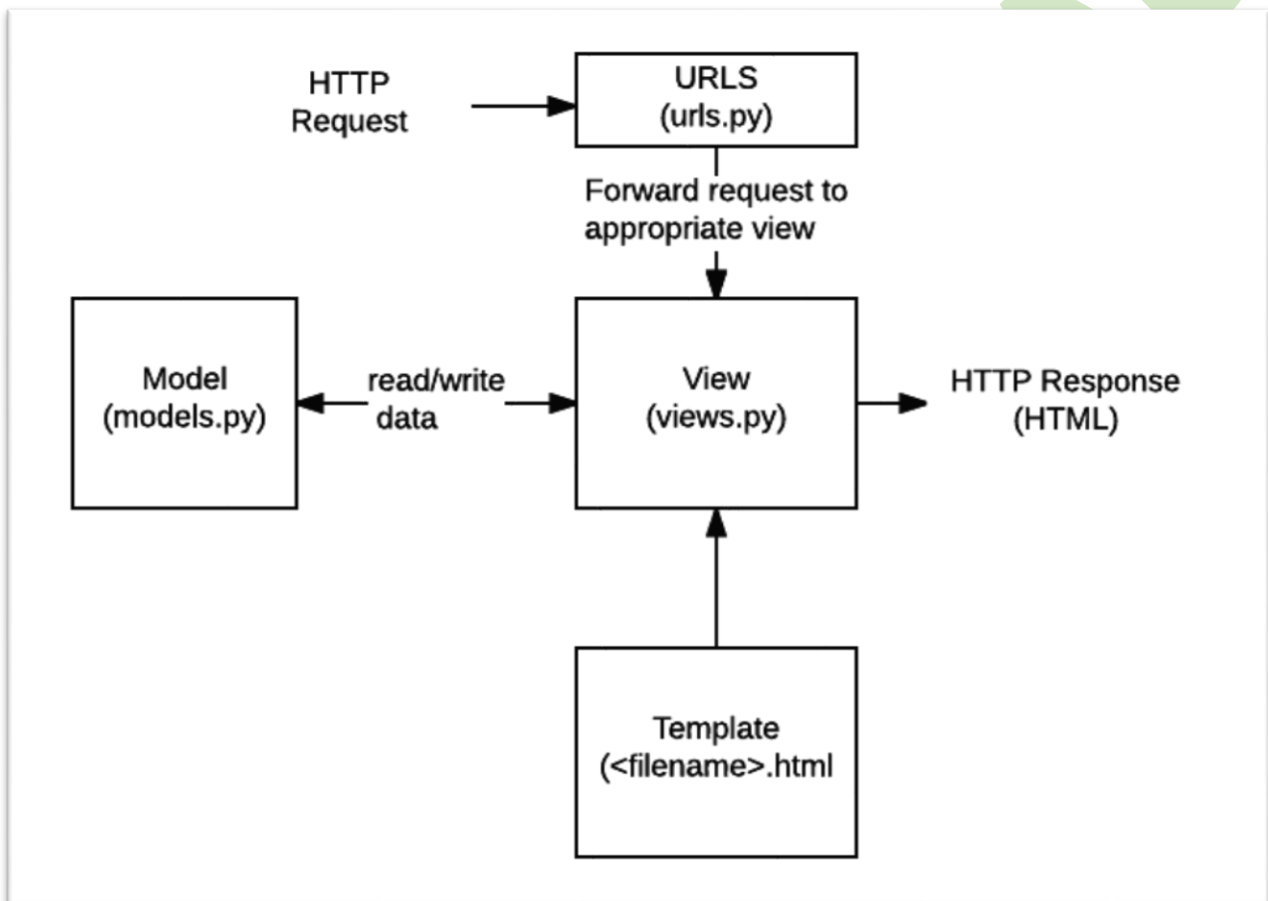 HTTP
Request
URLS
(urls.py)
Forward request to
appropriate view
Model
(models.py)
read/write
data
View
(views.py)
HTTP Response
(HTML)
Template
(<filename>.html